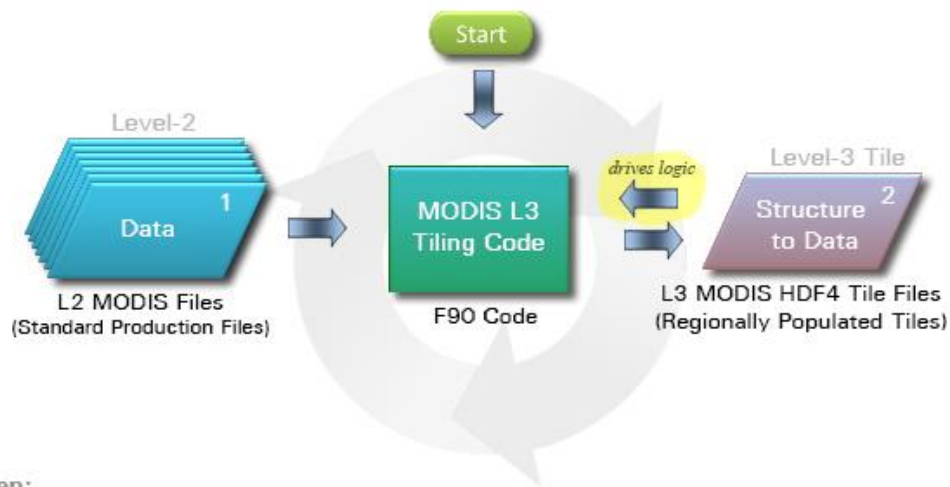 Start
Level-2
1
Data
L2 MODIS Files
(Standard Production Files)
MODIS L3
Tiling Code
F90 Code
drives logic
Level-3 Tile
2
Structure
to Data
L3 MODIS HDF4 Tile Files
(Regionally Populated Tiles)